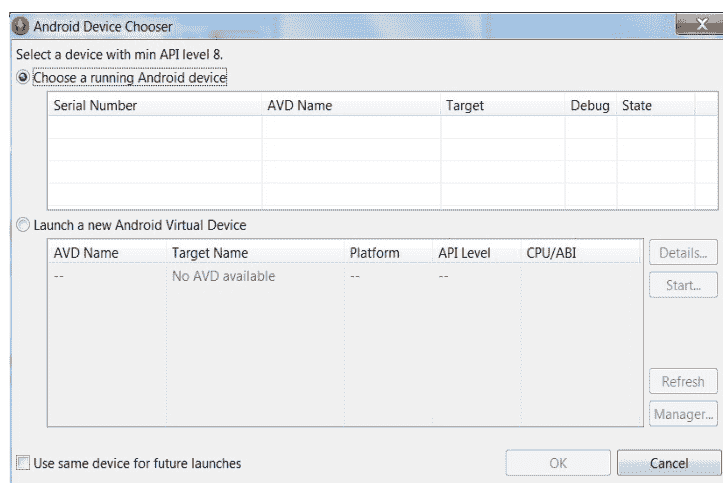 Android Device Chooser
Select a device with min API level 8.
Choose a running Android device
Serial Number AVD Name Target Debug State
Launch a new Android Virtual Device
AVD Name Target Name Platform API Level CPU/ABI
-- No AVD available -- --
Details...
Start...
Refresh
Manager...
Use same device for future launches
OK Cancel